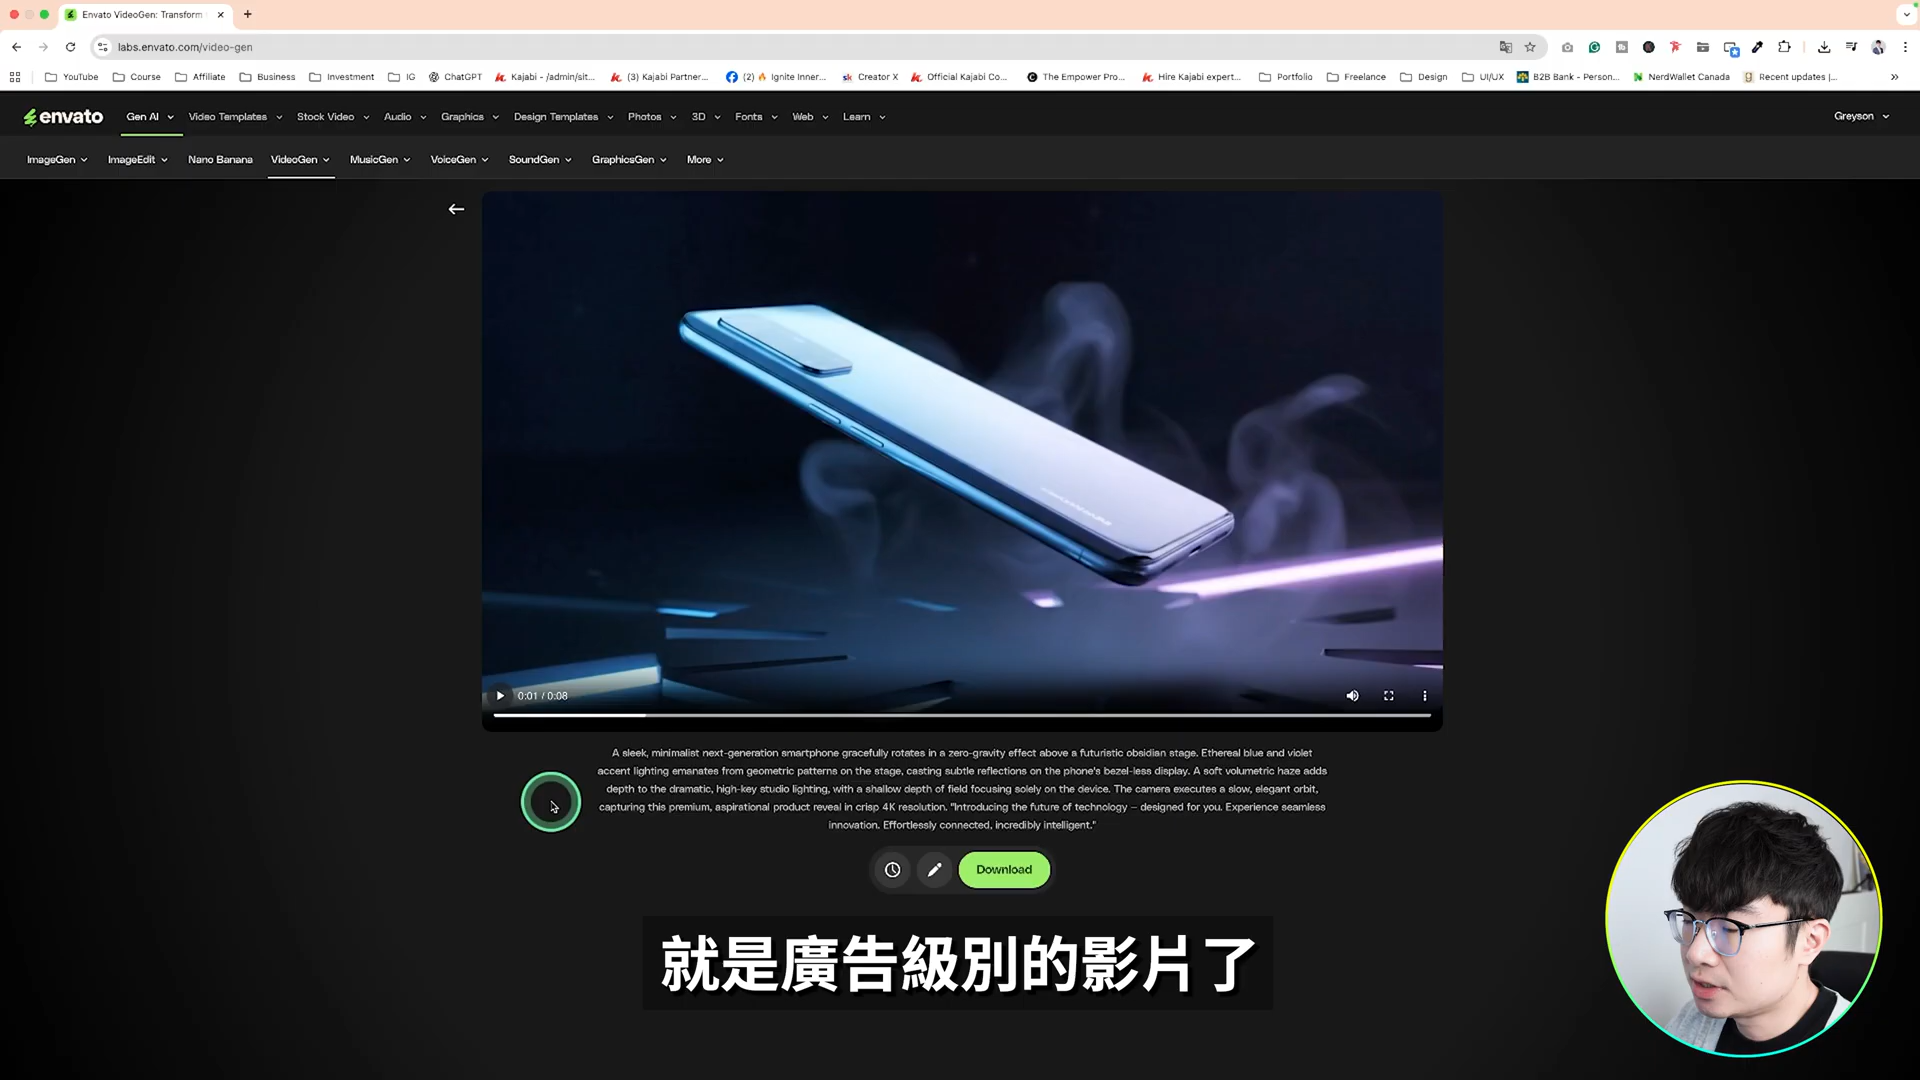 Envato VideoGen: Transform
labs.envato.com/video-gen
YouTube Course Affiliate Business Investment IG ChatGPT Kajabi - /admin/sit... (3) Kajabi Partner... (2) 🔥 Ignite Inner... Creator X Official Kajabi Co... The Empower Pro... Hire Kajabi expert... Portfolio Freelance Design UI/UX B2B Bank - Person... NerdWallet Canada Recent updates |...
envato Gen AI Video Templates Stock Video Audio Graphics Design Templates Photos 3D Fonts Web Learn Greyson
ImageGen ImageEdit Nano Banana VideoGen MusicGen VoiceGen SoundGen GraphicsGen More
0:01 / 0:08
A sleek, minimalist next-generation smartphone gracefully rotates in a zero-gravity effect above a futuristic obsidian stage. Ethereal blue and violet
accent lighting emanates from geometric patterns on the stage, casting subtle reflections on the phone's bezel-less display. A soft volumetric haze adds
depth to the dramatic, high-key studio lighting, with a shallow depth of field focusing solely on the device. The camera executes a slow, elegant orbit,
capturing this premium, aspirational product reveal in crisp 4K resolution. "Introducing the future of technology – designed for you. Experience seamless
innovation. Effortlessly connected, incredibly intelligent."
Download
就是廣告級別的影片了